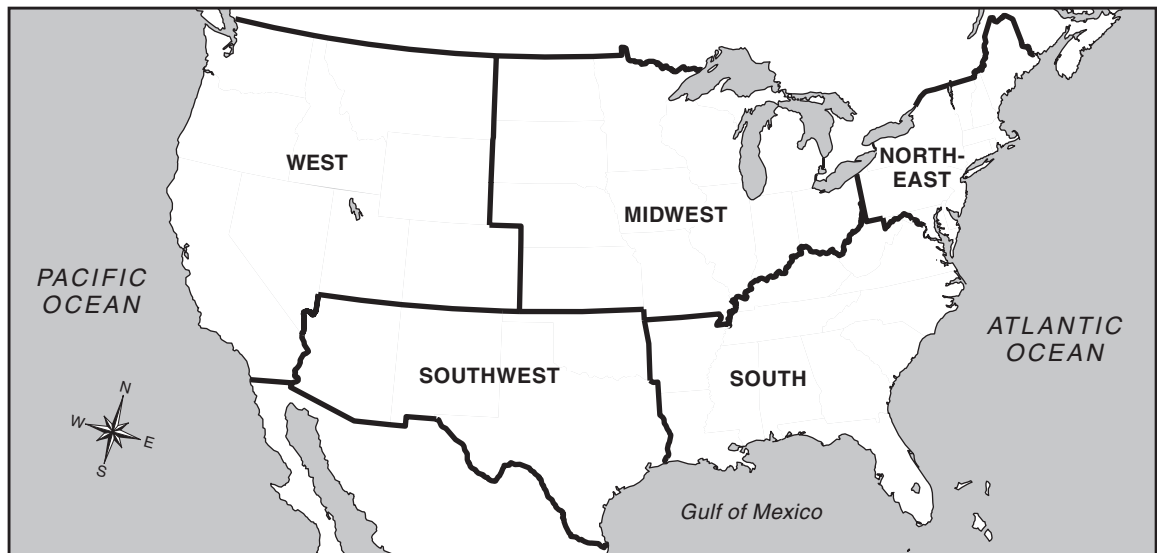 WEST
NORTH-
EAST
MIDWEST
PACIFIC
OCEAN
ATLANTIC
OCEAN
SOUTHWEST
SOUTH
N
W
E
S
Gulf of Mexico